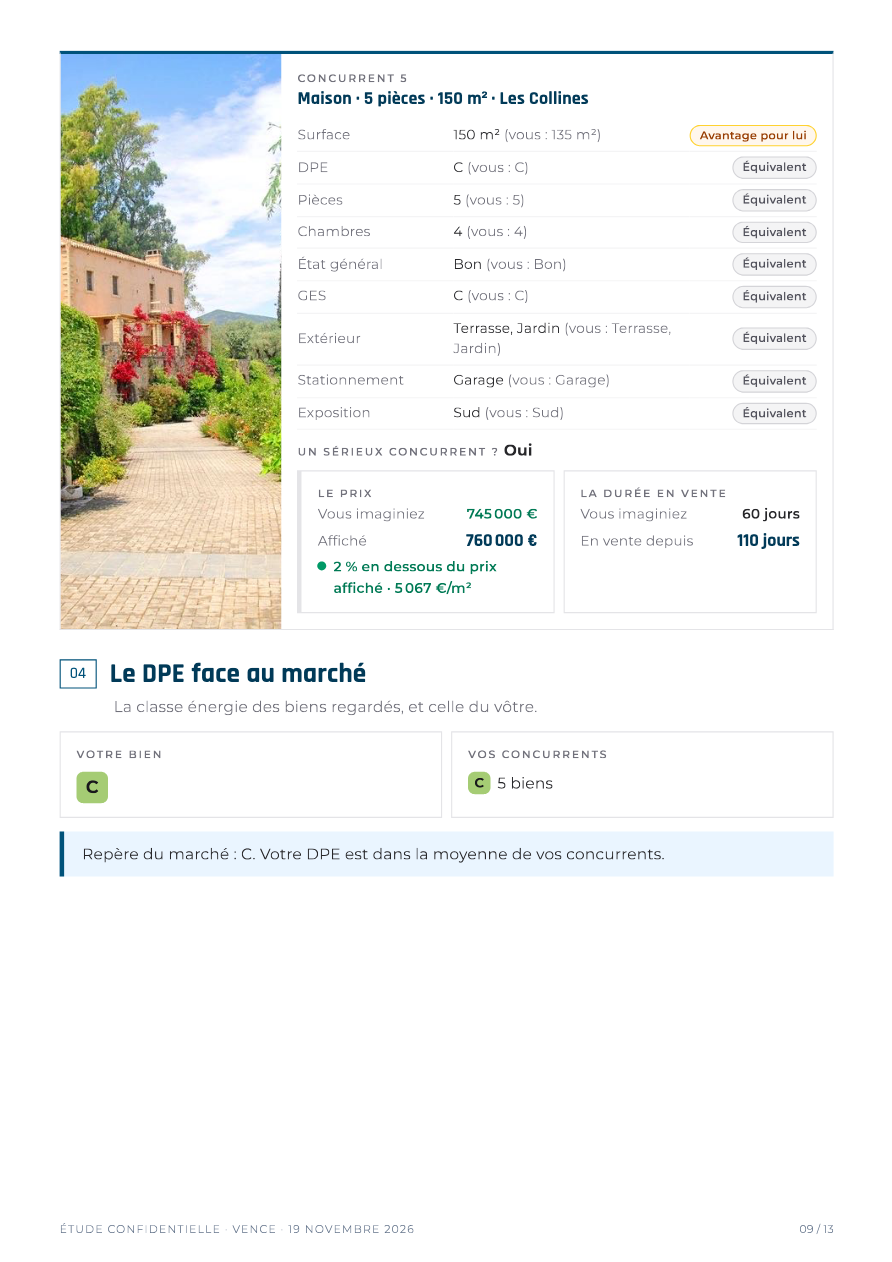 CONCURRENT 5
Maison · 5 pièces · 150 m² · Les Collines
Surface 150 m² (vous : 135 m²) Avantage pour lui
DPE C (vous : C) Équivalent
Pièces 5 (vous : 5) Équivalent
Chambres 4 (vous : 4) Équivalent
État général Bon (vous : Bon) Équivalent
GES C (vous : C) Équivalent
Extérieur Terrasse, Jardin (vous : Terrasse,
Jardin) Équivalent
Stationnement Garage (vous : Garage) Équivalent
Exposition Sud (vous : Sud) Équivalent
UN SÉRIEUX CONCURRENT ? Oui
LE PRIX
Vous imaginiez 745 000 €
Affiché 760 000 €
2 % en dessous du prix
affiché · 5 067 €/m²
LA DURÉE EN VENTE
Vous imaginiez 60 jours
En vente depuis 110 jours
04 Le DPE face au marché
La classe énergie des biens regardés, et celle du vôtre.
VOTRE BIEN
C
VOS CONCURRENTS
C 5 biens
Repère du marché : C. Votre DPE est dans la moyenne de vos concurrents.
ÉTUDE CONFIDENTIELLE · VENCE · 19 NOVEMBRE 2026 09 / 13